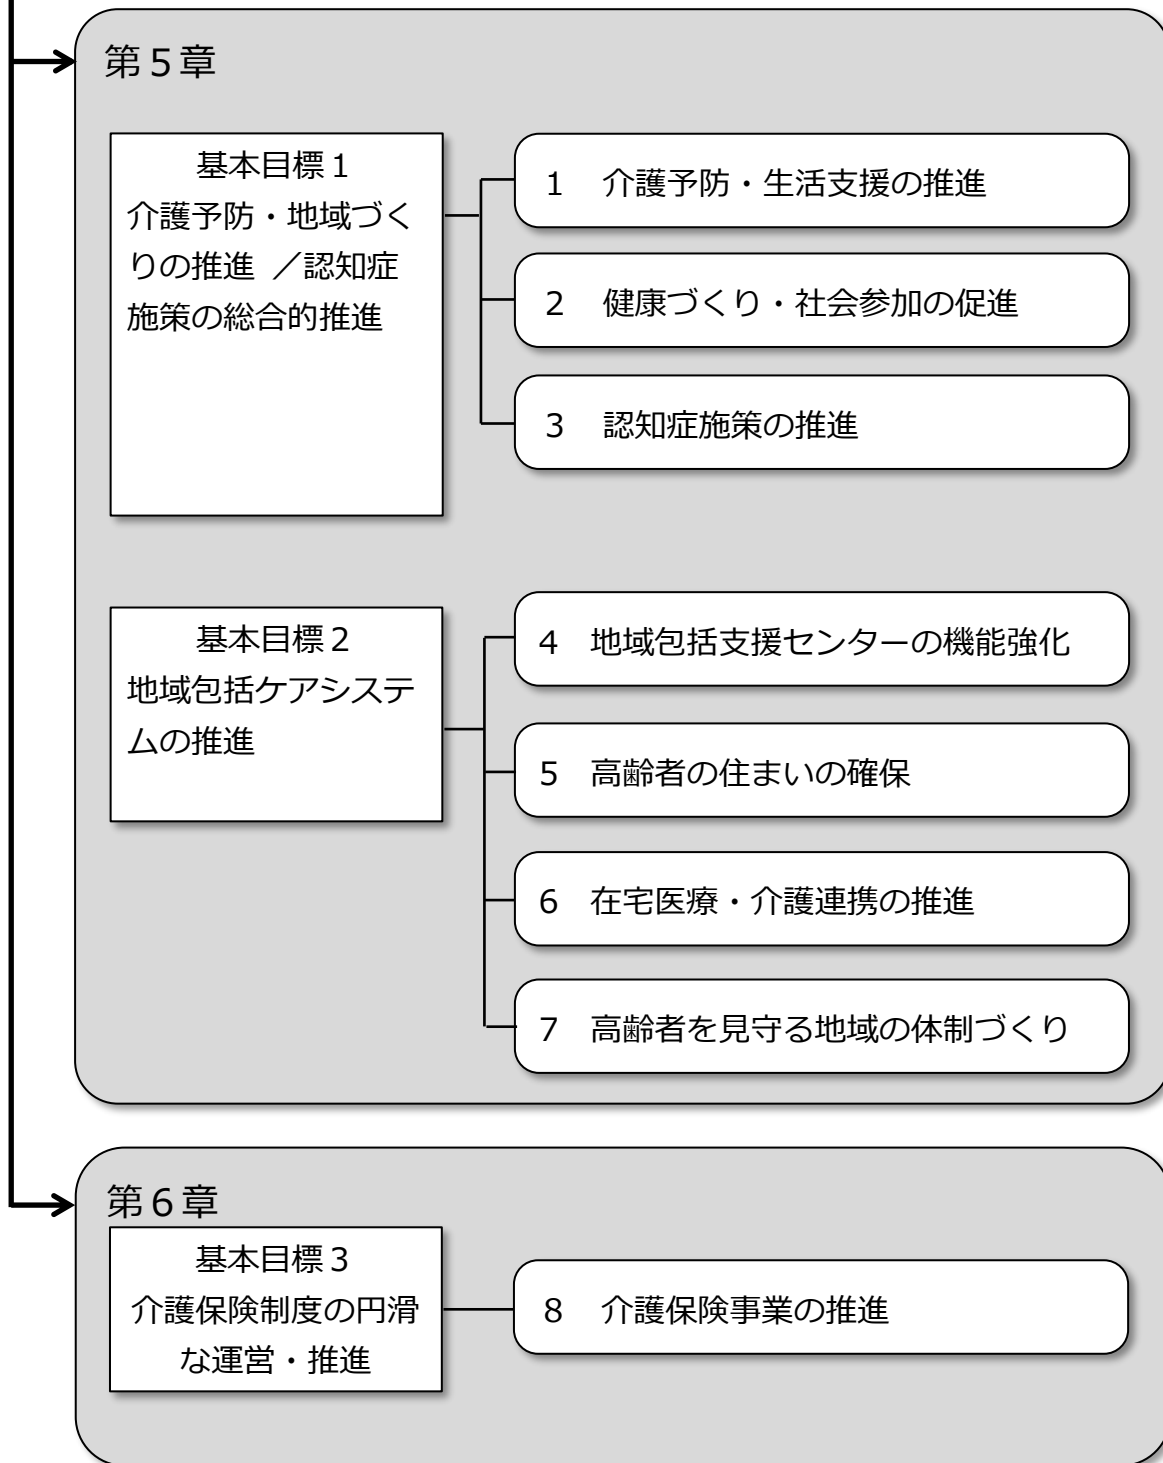 第５章
基本目標１
介護予防・地域づく
りの推進 ／認知症
施策の総合的推進
１　介護予防・生活支援の推進
２　健康づくり・社会参加の促進
３　認知症施策の推進
基本目標２
地域包括ケアシステ
ムの推進
４　地域包括支援センターの機能強化
５　高齢者の住まいの確保
６　在宅医療・介護連携の推進
７　高齢者を見守る地域の体制づくり
第６章
基本目標３
介護保険制度の円滑
な運営・推進
８　介護保険事業の推進